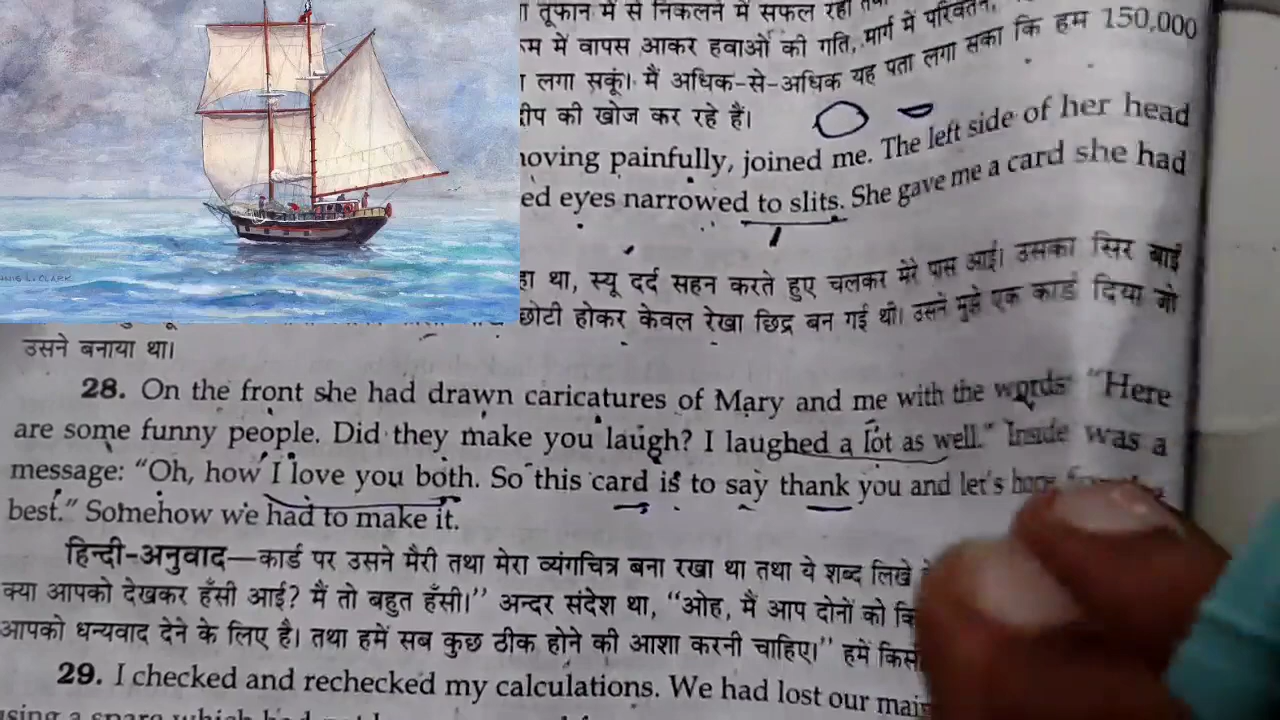 तूफान में से निकलने में सफल रहा तथा
में वापस आकर हवाओं की गति, मार्ग में परिवर्तन,
लगा सकूं। मैं अधिक-से-अधिक यह पता लगा सका कि हम 150,000
की खोज कर रहे हैं।
painfully, joined me. The left side of her head
eyes narrowed to slits. She gave me a card she had
था, स्यू दर्द सहन करते हुए चलकर मेरे पास आई। उसका सिर बाईं
छोटी होकर केवल रेखा छिद्र बन गई थी। उसने मुझे एक कार्ड दिया जो
उसने बनाया था।
28. On the front she had drawn caricatures of Mary and me with the words "Here
are some funny people. Did they make you laugh? I laughed a lot as well." Inside was a
message: "Oh, how I love you both. So this card is to say thank you and let's hope
best." Somehow we had to make it.
हिन्दी-अनुवाद—कार्ड पर उसने मैरी तथा मेरा व्यंगचित्र बना रखा था तथा ये शब्द लिखे
क्या आपको देखकर हँसी आई? मैं तो बहुत हँसी।'' अन्दर संदेश था, ''ओह, मैं आप दोनों को
आपको धन्यवाद देने के लिए है। तथा हमें सब कुछ ठीक होने की आशा करनी चाहिए।'' हमें
29. I checked and rechecked my calculations. We had lost our
a spare which had